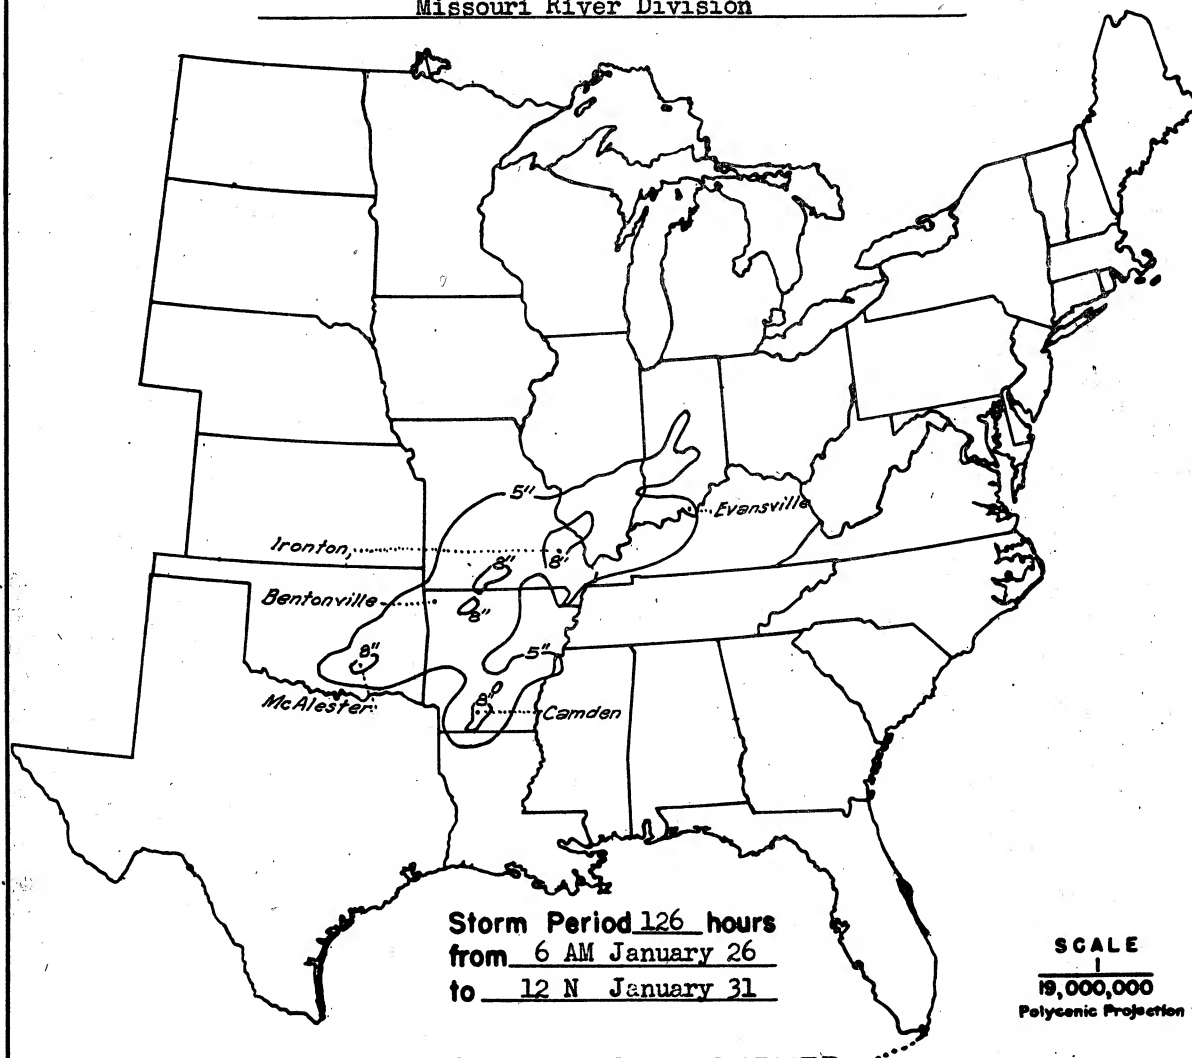 Missouri River Division
5"
Evansville
Ironton,
8"
8"
Bentonville
8"
8"
5"
McAlester
8"
Camden
Storm Period 126 hours
from 6 AM January 26
to 12 N January 31
SCALE
1
19,000,000
Polyconic Projection